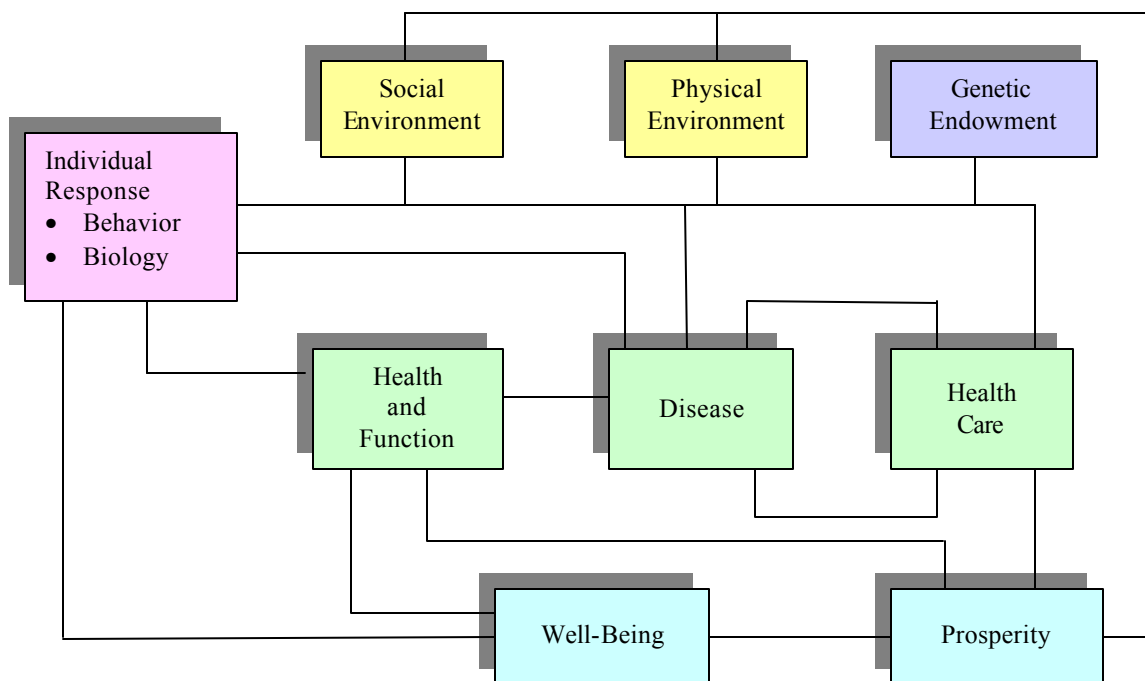 Social
Environment
Physical
Environment
Genetic
Endowment
Individual
Response
• Behavior
• Biology
Health
and
Function
Disease
Health
Care
Well-Being
Prosperity